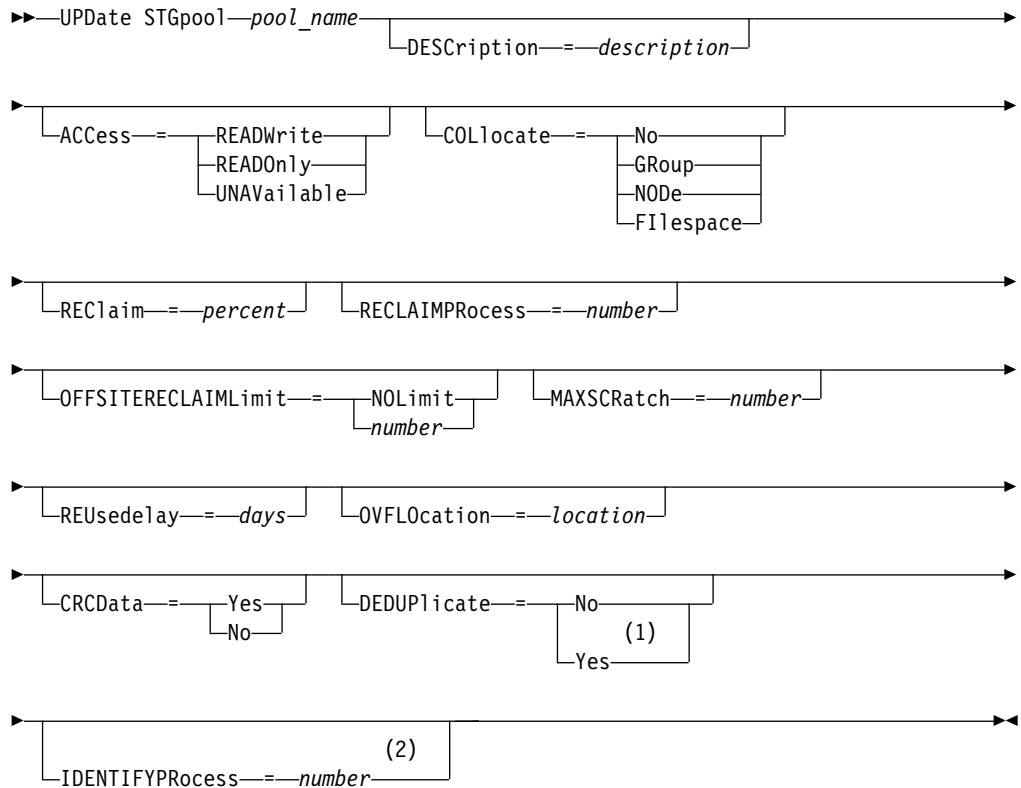 UPDate STGpool pool_name
DESCription = description
ACCess = READWrite COLlocate = No
READOnly GRoup
UNAVailable NODe
FIlespace
REClaim = percent RECLAIMPRocess = number
OFFSITERECLAIMLimit = NOLimit MAXSCRatch = number
number
REUsedelay = days OVFLOcation = location
CRCData = Yes DEDUPlicate = No
No (1)
Yes
(2)
IDENTIFYPRocess = number